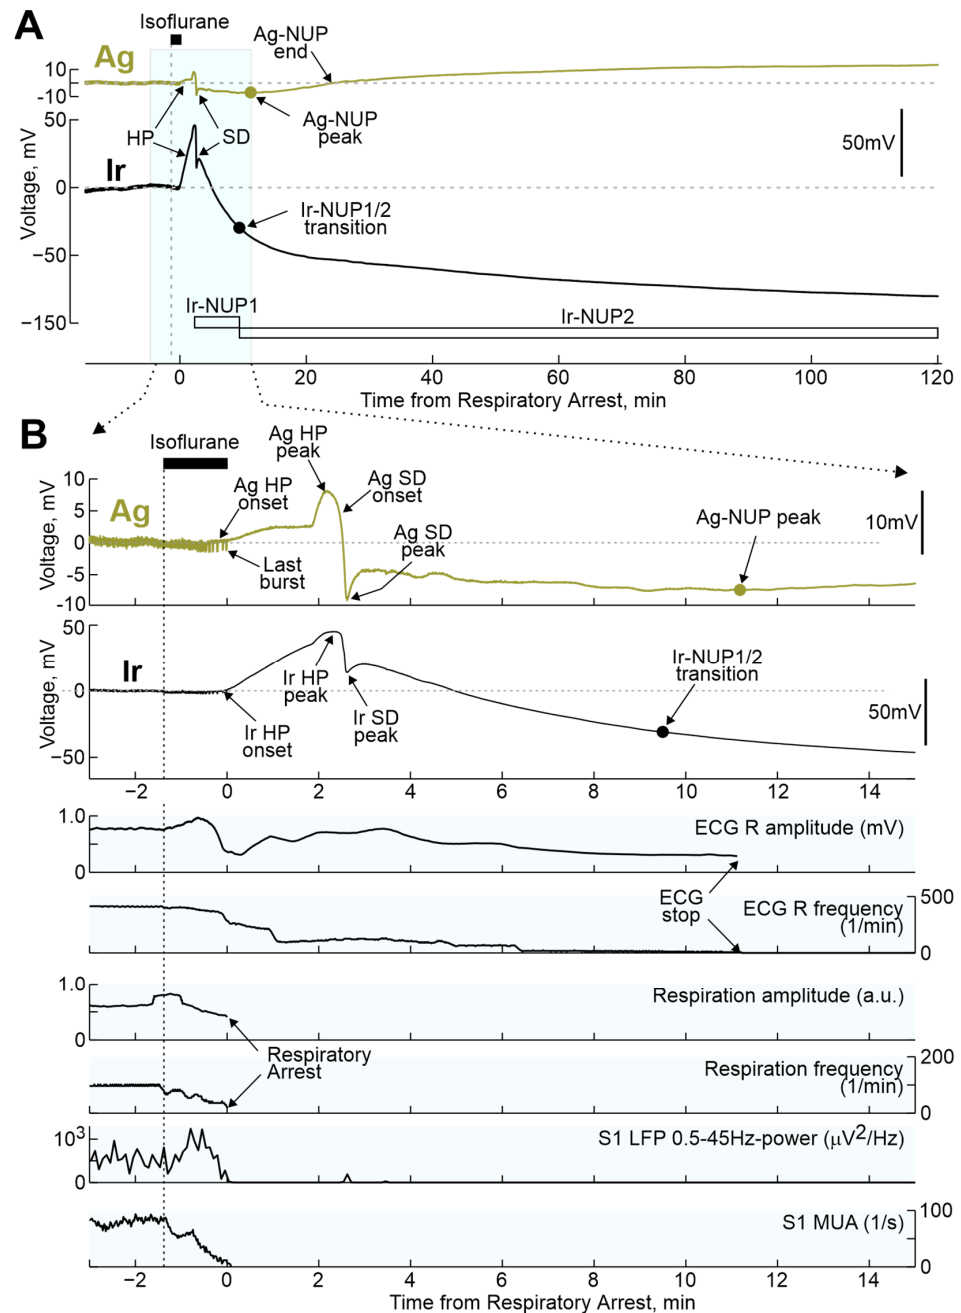 A
Isoflurane
Ag
Ag-NUP
end
10
-10
HP
SD
Ag-NUP
peak
50mV
Voltage, mV
50
0
−50
−150
Ir
Ir-NUP1/2
transition
Ir-NUP1
Ir-NUP2
0
20
40
60
80
100
120
Time from Respiratory Arrest, min
B
Isoflurane
Ag HP
peak
Ag HP
onset
Ag SD
onset
Ag
Voltage, mV
10
5
0
−5
−10
Last
burst
Ag SD
peak
Ag-NUP peak
10mV
Voltage, mV
50
0
−50
Ir
Ir HP
onset
Ir HP
peak
Ir SD
peak
Ir-NUP1/2
transition
50mV
−2
0
2
4
6
8
10
12
14
1.0
0
ECG R amplitude (mV)
ECG
stop
ECG R frequency
(1/min)
500
0
1.0
0
Respiration amplitude (a.u.)
Respiratory
Arrest
Respiration frequency
(1/min)
200
0
10³
0
S1 LFP 0.5-45Hz-power (μV²/Hz)
S1 MUA (1/s)
100
0
−2
0
2
4
6
8
10
12
14
Time from Respiratory Arrest, min